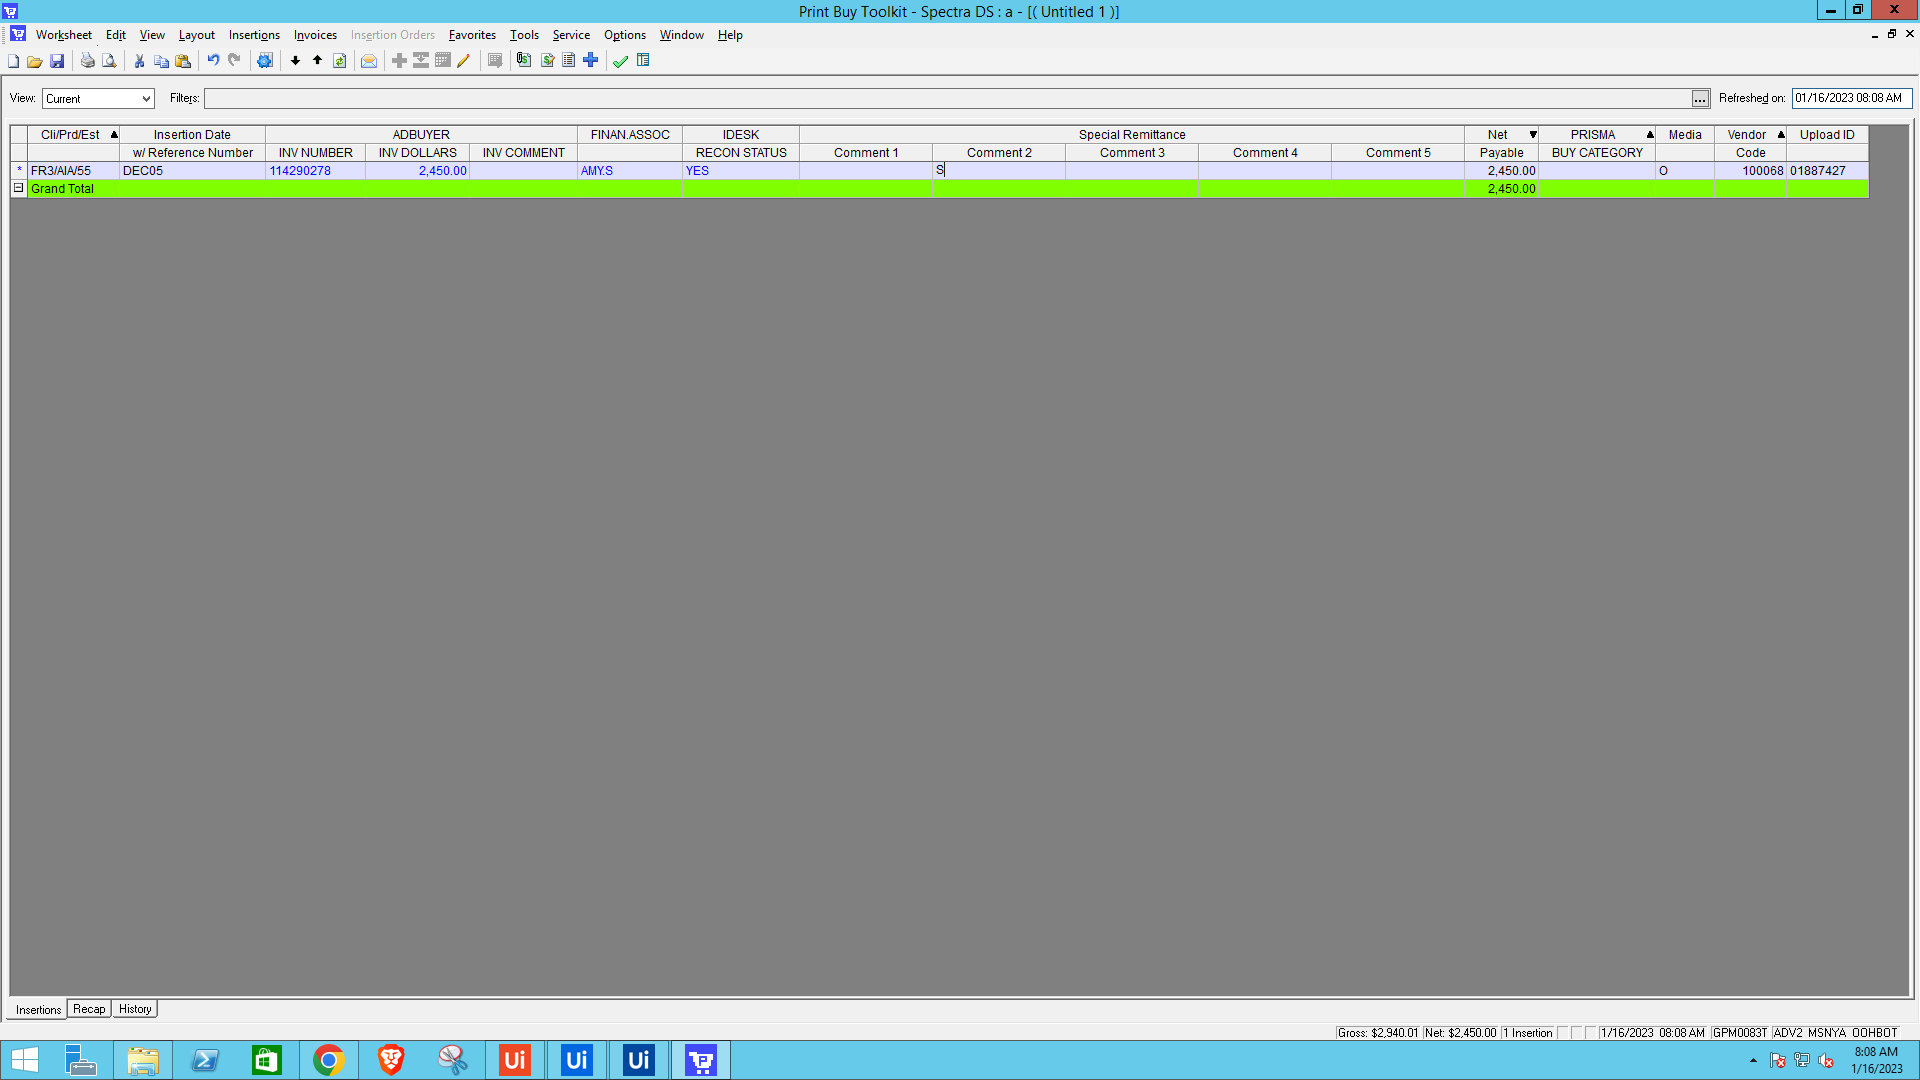 Print Buy Toolkit - Spectra DS : a - [( Untitled 1 )]
Worksheet Edit View Layout Insertions Invoices Insertion Orders Favorites Tools Service Options Window Help
View: Current Filters: ... Refreshed on: 01/16/2023 08:08 AM
Cli/Prd/Est Insertion Date ADBUYER FINAN.ASSOC IDESK Special Remittance Net PRISMA Media Vendor Upload ID
w/ Reference Number INV NUMBER INV DOLLARS INV COMMENT RECON STATUS Comment 1 Comment 2 Comment 3 Comment 4 Comment 5 Payable BUY CATEGORY Code
* FR3/AIA/55 DEC05 114290278 2,450.00 AMY.S YES S 2,450.00 O 100068 01887427
Grand Total 2,450.00
Insertions Recap History
Gross: $2,940.01 Net: $2,450.00 1 Insertion 1/16/2023 08:08 AM GPM0083T ADV2 MSNYA OOHBOT
Ui Ui Ui
8:08 AM
1/16/2023